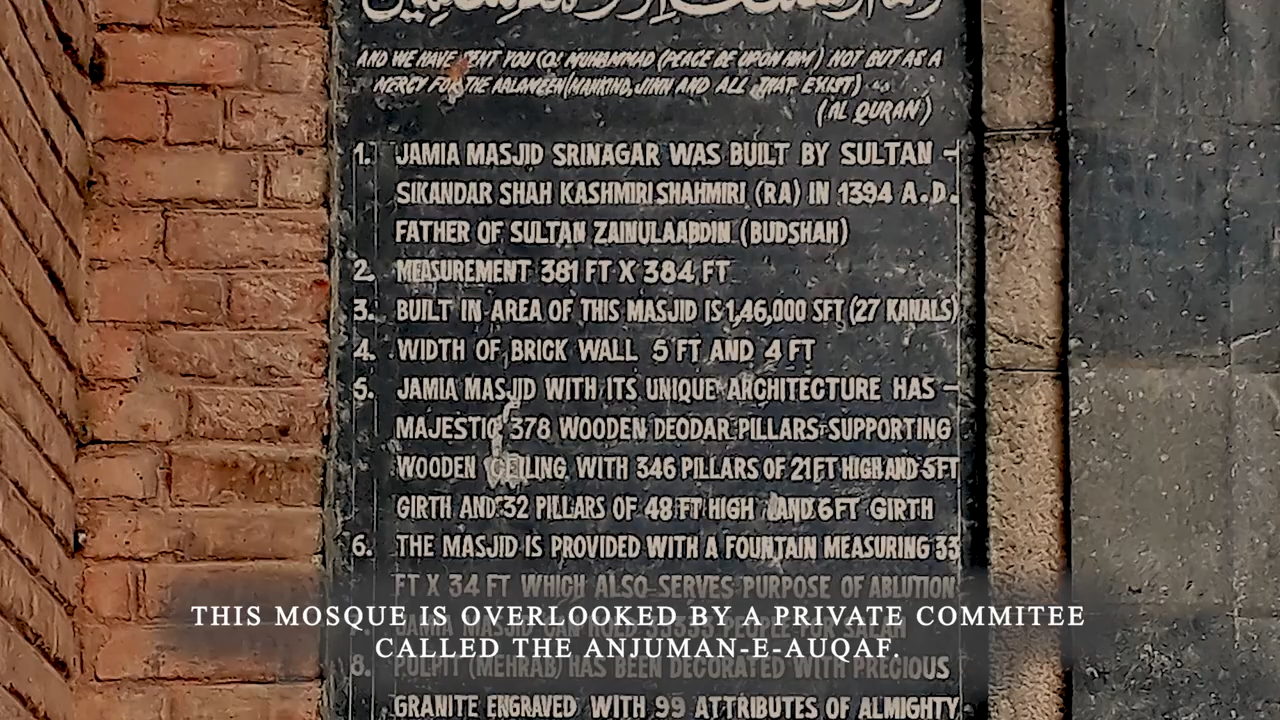 AND WE HAVE SENT YOU (O! MUHAMMAD (PEACE BE UPON HIM) NOT BUT AS A
MERCY FOR THE AALAMEEN (MANKIND, JINN AND ALL THAT EXIST)
(AL QURAN)
1. JAMIA MASJID SRINAGAR WAS BUILT BY SULTAN -
SIKANDAR SHAH KASHMIRI SHAHMIRI (RA) IN 1394 A.D.
FATHER OF SULTAN ZAINULAABDIN (BUDSHAH)
2. MEASUREMENT 381 FT X 384 FT
3. BUILT IN AREA OF THIS MASJID IS 1,46,000 SFT (27 KANALS)
4. WIDTH OF BRICK WALL 5 FT AND 4 FT
5. JAMIA MASJID WITH ITS UNIQUE ARCHITECTURE HAS -
MAJESTIC 378 WOODEN DEODAR PILLARS SUPPORTING
WOODEN CEILING WITH 346 PILLARS OF 21 FT HIGH AND 5 FT
GIRTH AND 32 PILLARS OF 48 FT HIGH AND 6 FT GIRTH
6. THE MASJID IS PROVIDED WITH A FOUNTAIN MEASURING 33
FT X 34 FT WHICH ALSO SERVES PURPOSE OF ABLUTION
JAMIA MASJID CAN HOLD 33333 PEOPLE FOR SALAH
THIS MOSQUE IS OVERLOOKED BY A PRIVATE COMMITEE
CALLED THE ANJUMAN-E-AUQAF.
8. PULPIT (MEHRAB) HAS BEEN DECORATED WITH PRECIOUS
GRANITE ENGRAVED WITH 99 ATTRIBUTES OF ALMIGHTY-